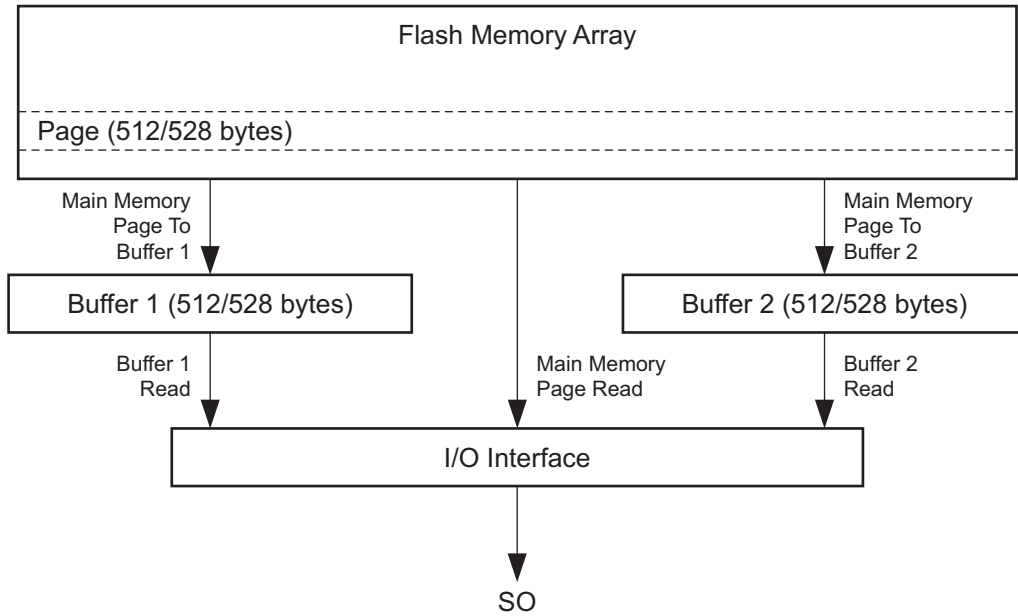 Flash Memory Array
Page (512/528 bytes)
Main Memory
Page To
Buffer 1
Main Memory
Page To
Buffer 2
Buffer 1 (512/528 bytes)
Buffer 2 (512/528 bytes)
Buffer 1
Read
Main Memory
Page Read
Buffer 2
Read
I/O Interface
SO